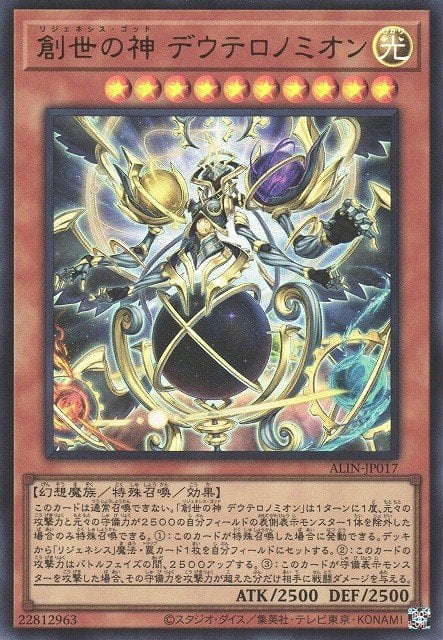 リジェネシス・ゴッド
創世の神 デウテロノミオン
光
ALIN-JP017
【幻想魔族／特殊召喚／効果】
このカードは通常召喚できない。「創世の神 デウテロノミオン」は1ターンに1度、元々の
攻撃力と元々の守備力が2500の自分フィールドの表側表示モンスター1体を除外した
場合のみ特殊召喚できる。①：このカードが特殊召喚した場合に発動できる。デッキ
から「リジェネシス」魔法・罠カード1枚を自分フィールドにセットする。②：このカードの
攻撃力はバトルフェイズの間、2500アップする。③：このカードが守備表示モンス
ターを攻撃した場合、その守備力を攻撃力が超えた分だけ相手に戦闘ダメージを与える。
ATK/2500 DEF/2500
22812963
©スタジオ・ダイス／集英社・テレビ東京・KONAMI